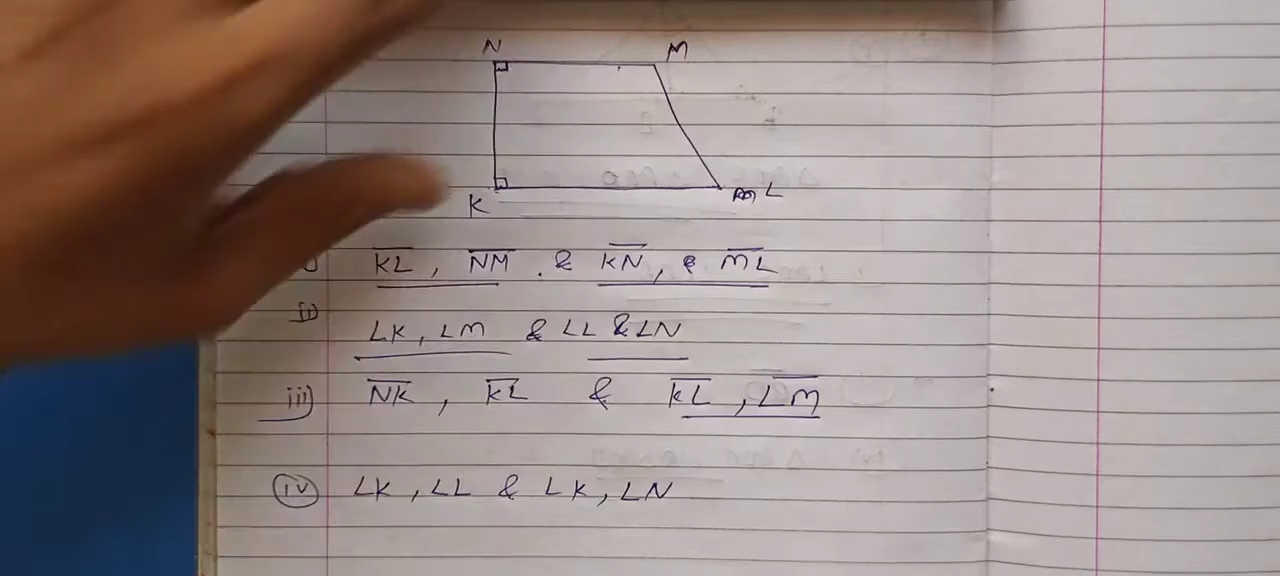 N M
K L
KL, NM . & KN, & ML
ii) ∠K, ∠M & ∠L & ∠N
iii) NK, KL & KL, LM
iv) ∠K, ∠L & ∠K, ∠N